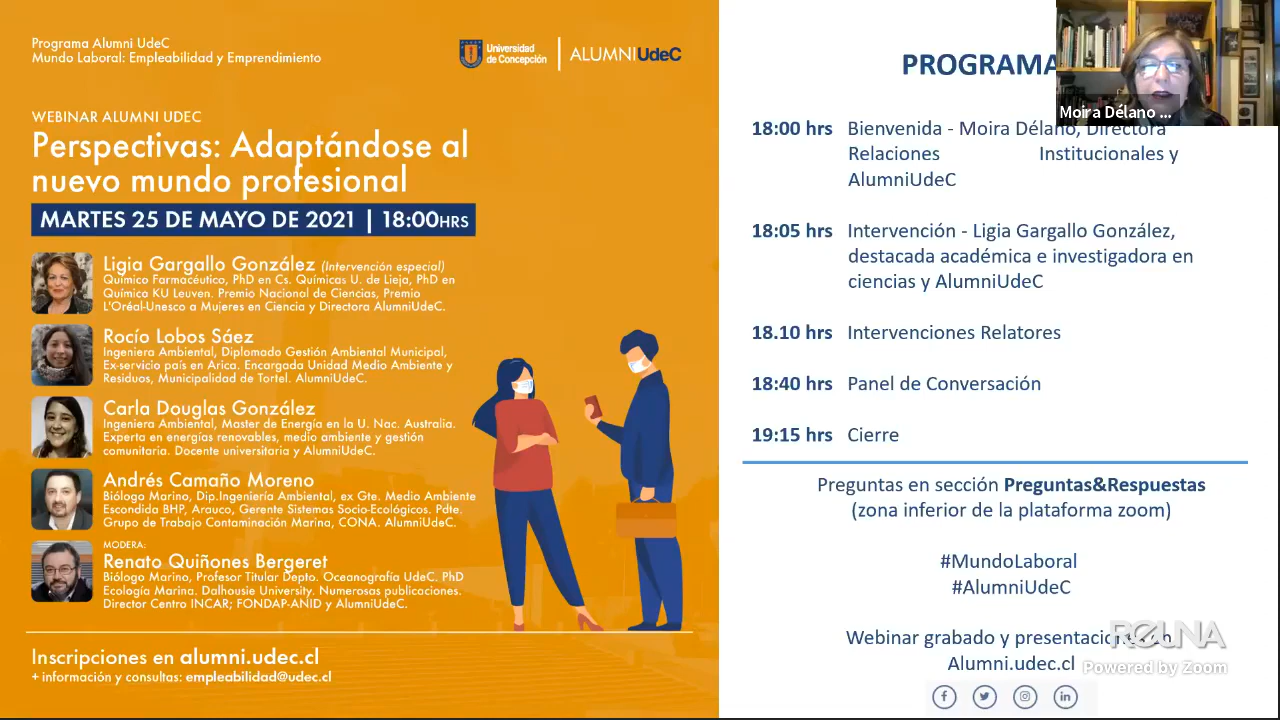 Programa Alumni UdeC
Mundo Laboral: Empleabilidad y Emprendimiento
Universidad
de Concepción
ALUMNIUdeC
WEBINAR ALUMNI UDEC
Perspectivas: Adaptándose al
nuevo mundo profesional
MARTES 25 DE MAYO DE 2021 | 18:00HRS
Ligia Gargallo González (Intervención especial)
Químico Farmacéutico, PhD en Cs. Químicas U. de Lieja, PhD en
Química KU Leuven. Premio Nacional de Ciencias, Premio
L'Oréal-Unesco a Mujeres en Ciencia y Directora AlumniUdeC.
Rocío Lobos Sáez
Ingeniera Ambiental, Diplomado Gestión Ambiental Municipal,
Ex-servicio país en Arica. Encargada Unidad Medio Ambiente y
Residuos, Municipalidad de Tortel. AlumniUdeC.
Carla Douglas González
Ingeniera Ambiental, Master de Energía en la U. Nac. Australia.
Experta en energías renovables, medio ambiente y gestión
comunitaria. Docente universitaria y AlumniUdeC.
Andrés Camaño Moreno
Biólogo Marino, Dip.Ingeniería Ambiental, ex Gte. Medio Ambiente
Escondida BHP, Arauco, Gerente Sistemas Socio-Ecológicos. Pdte.
Grupo de Trabajo Contaminación Marina, CONA. AlumniUdeC.
MODERA:
Renato Quiñones Bergeret
Biólogo Marino, Profesor Titular Depto. Oceanografía UdeC. PhD
Ecología Marina. Dalhousie University. Numerosas publicaciones.
Director Centro INCAR; FONDAP-ANID y AlumniUdeC.
Inscripciones en alumni.udec.cl
+ información y consultas: empleabilidad@udec.cl
PROGRAMA
Moira Délano ...
18:00 hrs Bienvenida - Moira Délano, Directora
Relaciones Institucionales y
AlumniUdeC
18:05 hrs Intervención - Ligia Gargallo González,
destacada académica e investigadora en
ciencias y AlumniUdeC
18.10 hrs Intervenciones Relatores
18:40 hrs Panel de Conversación
19:15 hrs Cierre
Preguntas en sección Preguntas&Respuestas
(zona inferior de la plataforma zoom)
#MundoLaboral
#AlumniUdeC
Webinar grabado y presentaciones en
Alumni.udec.cl
REUNA
Powered by Zoom